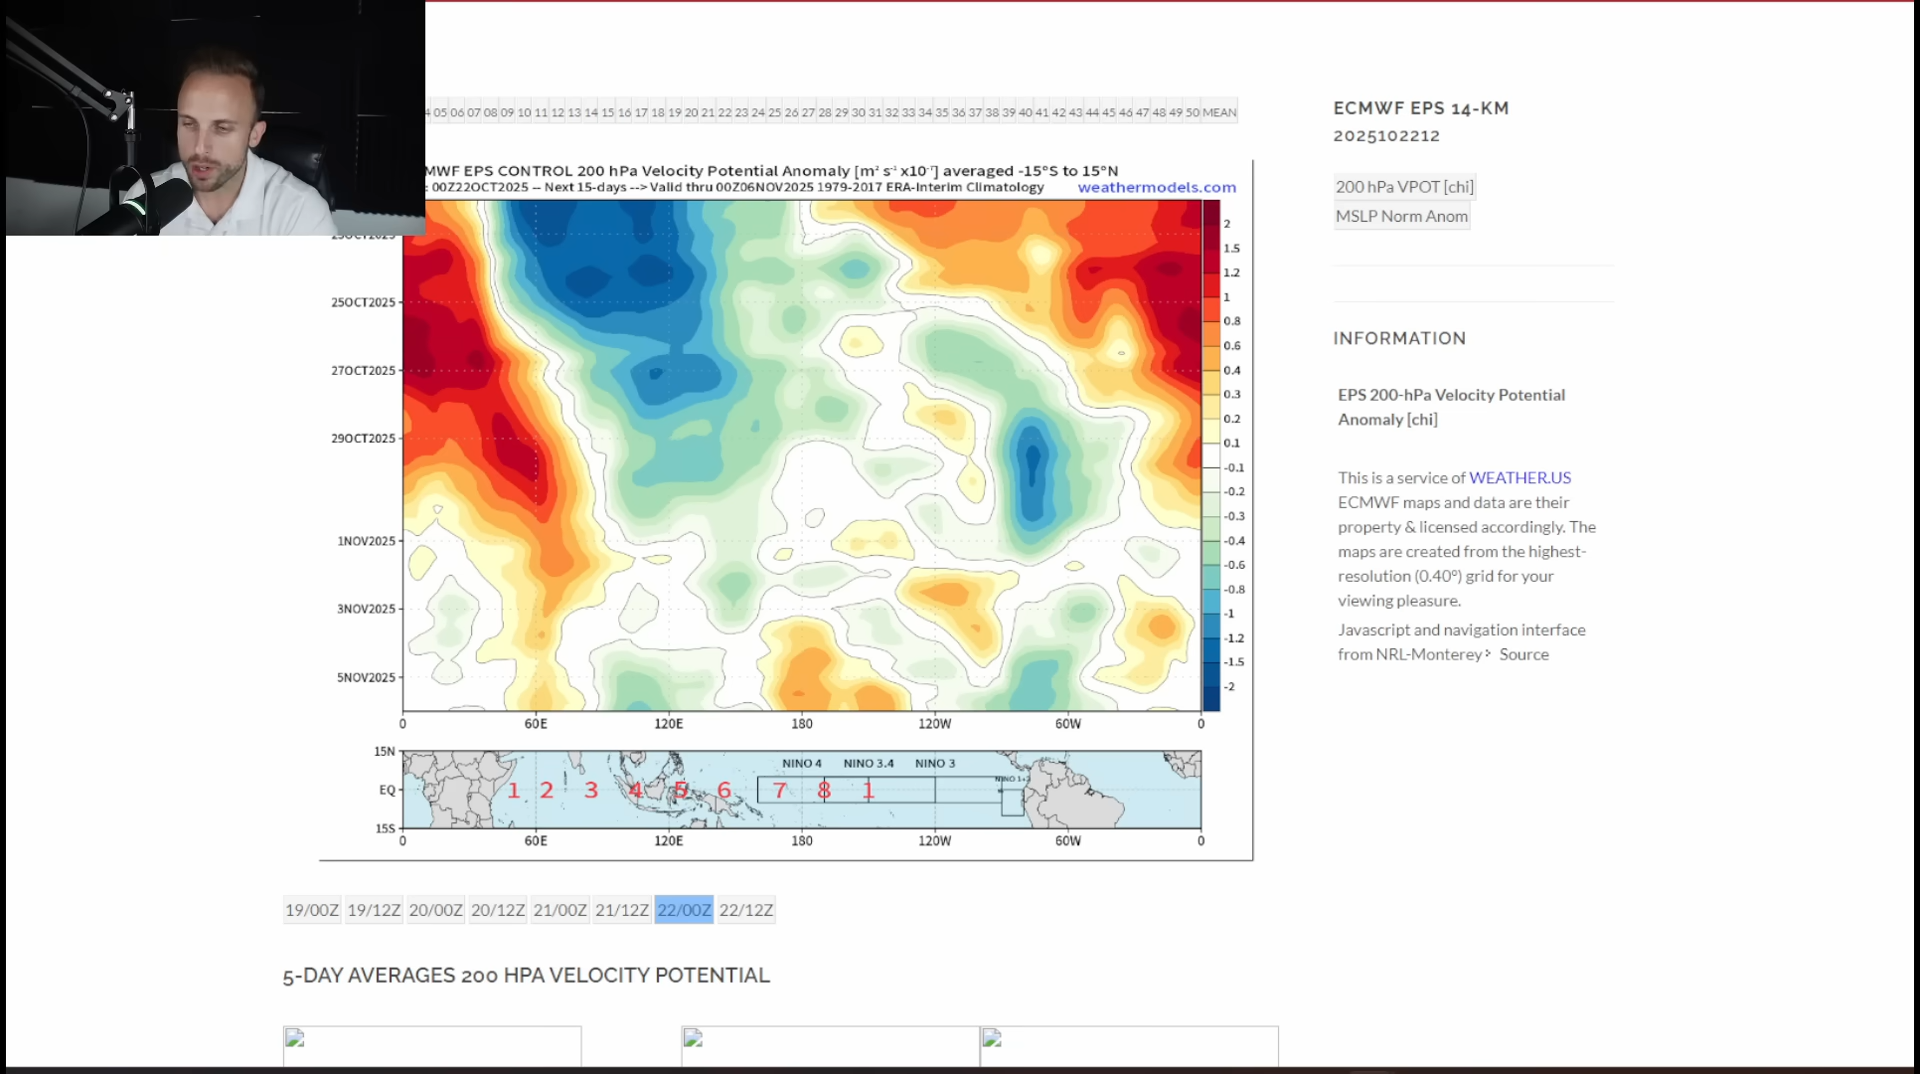 4 05 06 07 08 09 10 11 12 13 14 15 16 17 18 19 20 21 22 23 24 25 26 27 28 29 30 31 32 33 34 35 36 37 38 39 40 41 42 43 44 45 46 47 48 49 50 MEAN
MWF EPS CONTROL 200 hPa Velocity Potential Anomaly [m² s⁻¹ x10⁻⁷] averaged -15°S to 15°N
: 00Z22OCT2025 -- Next 15-days --> Valid thru 00Z06NOV2025 1979-2017 ERA-Interim Climatology
weathermodels.com
25OCT2025
27OCT2025
29OCT2025
1NOV2025
3NOV2025
5NOV2025
0 60E 120E 180 120W 60W 0
2
1.5
1.2
1
0.8
0.6
0.4
0.3
0.2
0.1
-0.1
-0.2
-0.3
-0.4
-0.6
-0.8
-1
-1.2
-1.5
-2
15N
EQ
15S
NINO 4 NINO 3.4 NINO 3
NINO 1+2
1 2 3 4 5 6 7 8 1
0 60E 120E 180 120W 60W 0
19/00Z 19/12Z 20/00Z 20/12Z 21/00Z 21/12Z 22/00Z 22/12Z
5-DAY AVERAGES 200 HPA VELOCITY POTENTIAL
ECMWF EPS 14-KM
2025102212
200 hPa VPOT [chi]
MSLP Norm Anom
INFORMATION
EPS 200-hPa Velocity Potential
Anomaly [chi]
This is a service of WEATHER.US
ECMWF maps and data are their
property & licensed accordingly. The
maps are created from the highest-
resolution (0.40°) grid for your
viewing pleasure.
Javascript and navigation interface
from NRL-Monterey> Source